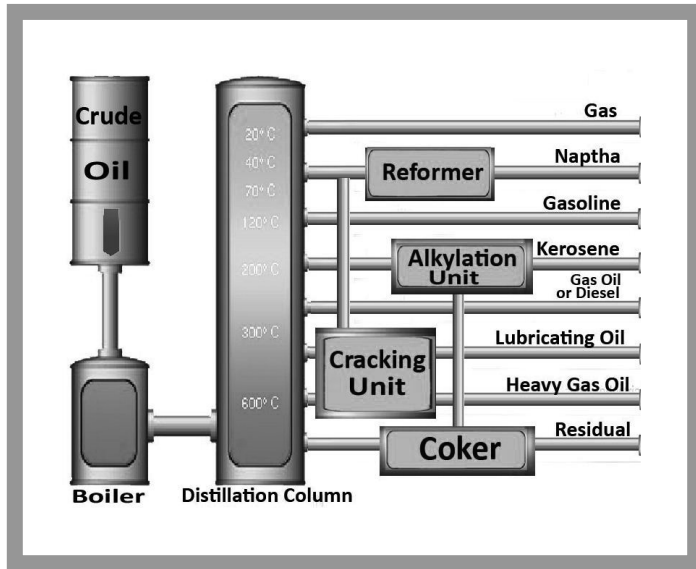 Crude
Oil
Boiler
Distillation Column
20° C
40° C
70° C
120° C
200° C
300° C
600° C
Gas
Reformer
Naptha
Gasoline
Alkylation
Unit
Kerosene
Gas Oil
or Diesel
Cracking
Unit
Lubricating Oil
Heavy Gas Oil
Coker
Residual